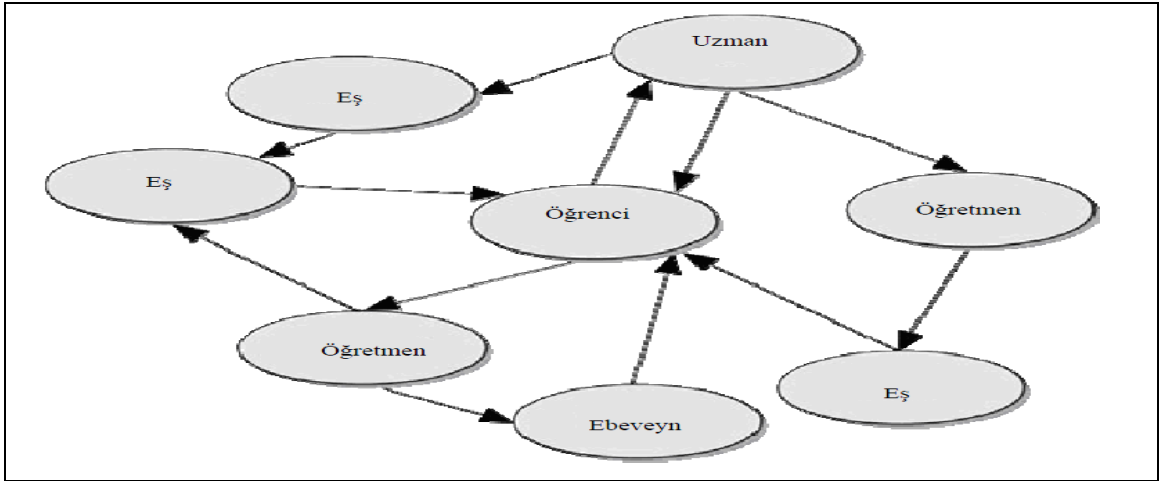 Uzman
Eş
Eş
Öğrenci
Öğretmen
Öğretmen
Eş
Ebeveyn